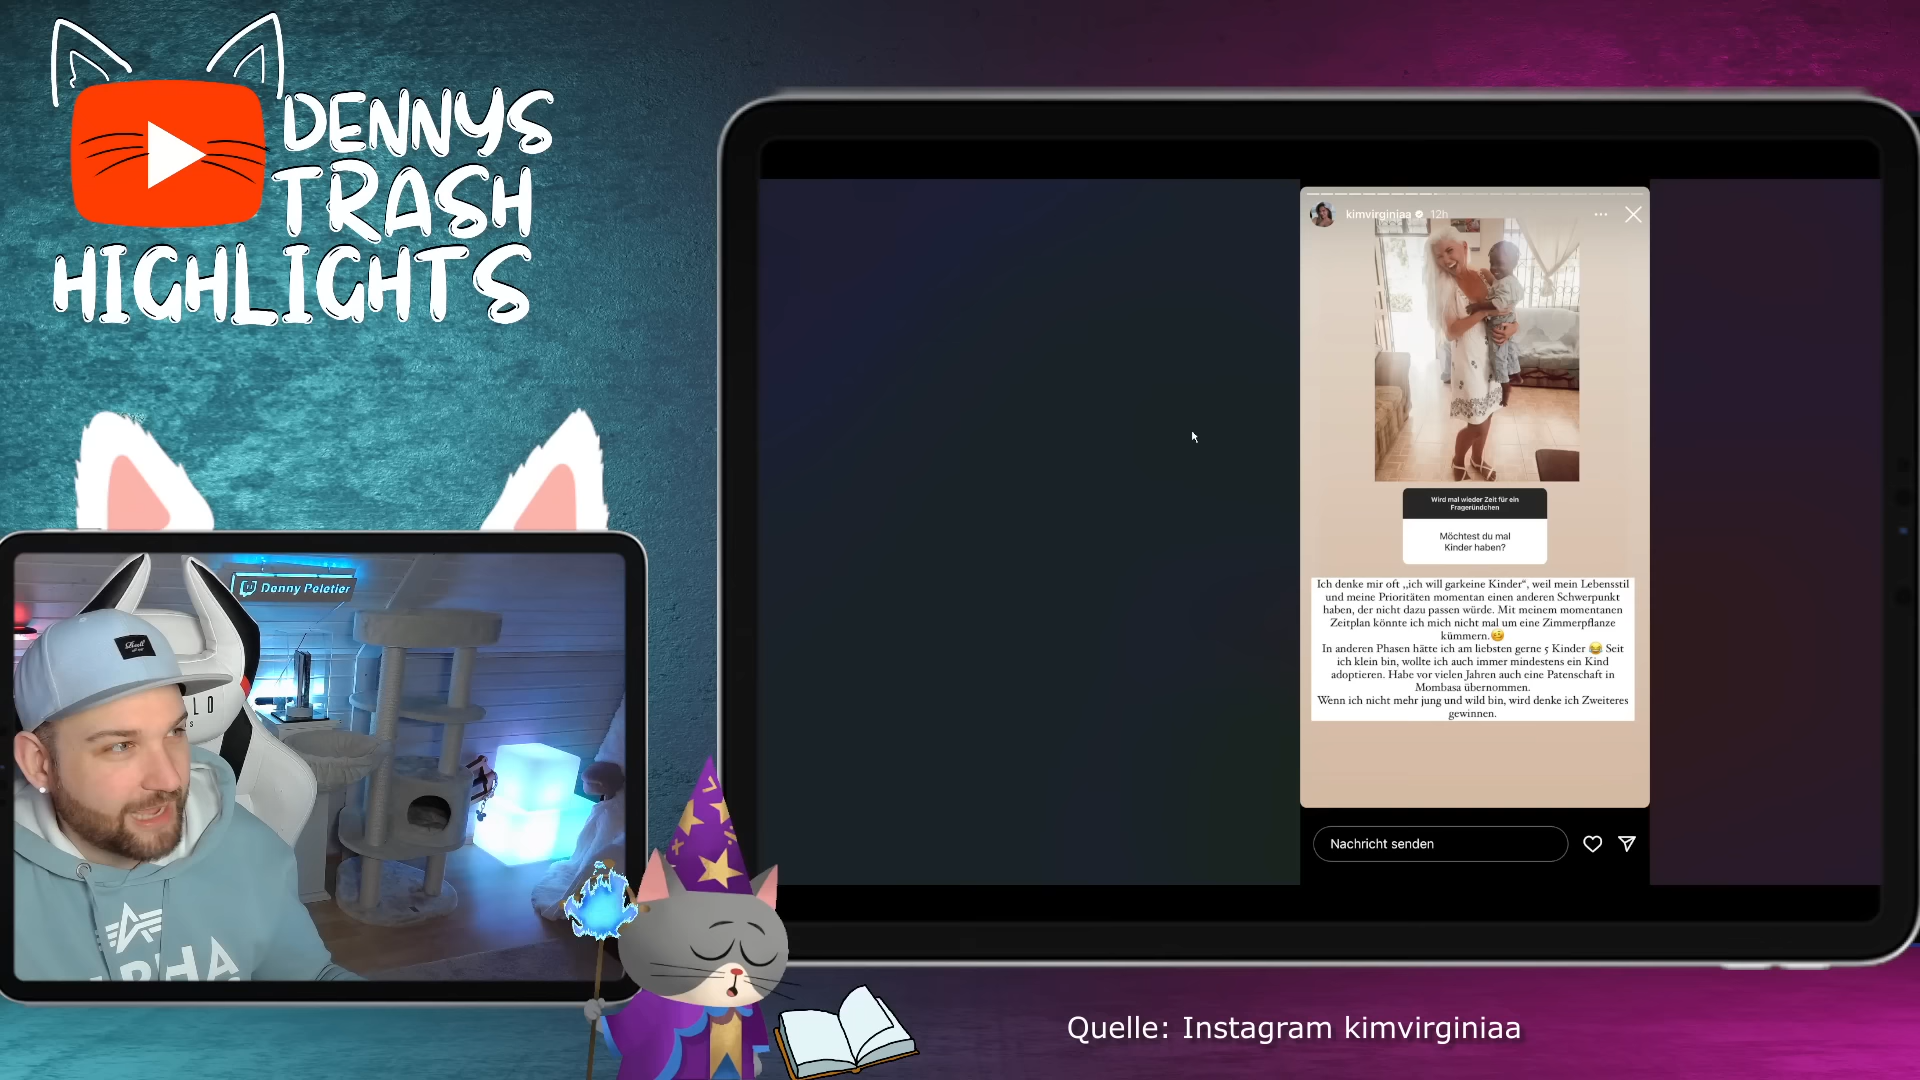 DENNYS
TRASH
HIGHLIGHTS
kimvirginiaa 12h
Wird mal wieder Zeit für ein
Frageründchen
Möchtest du mal
Kinder haben?
Ich denke mir oft ,,ich will garkeine Kinder", weil mein Lebensstil
und meine Prioritäten momentan einen anderen Schwerpunkt
haben, der nicht dazu passen würde. Mit meinem momentanen
Zeitplan könnte ich mich nicht mal um eine Zimmerpflanze
kümmern.🥴
In anderen Phasen hätte ich am liebsten gerne 5 Kinder 😂 Seit
ich klein bin, wollte ich auch immer mindestens ein Kind
adoptieren. Habe vor vielen Jahren auch eine Patenschaft in
Mombasa übernommen.
Wenn ich nicht mehr jung und wild bin, wird denke ich Zweiteres
gewinnen.
Nachricht senden
Denny Peletier
ALPHA
Quelle: Instagram kimvirginiaa